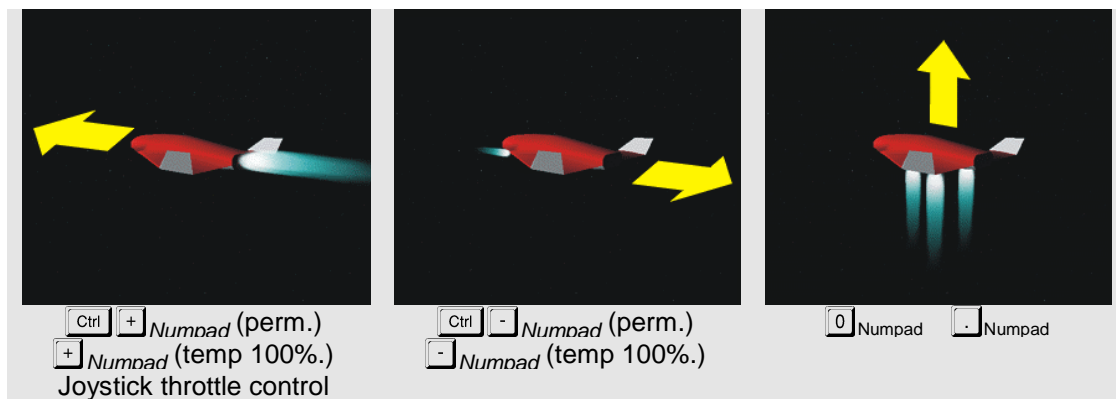 Ctrl + Numpad (perm.)
+ Numpad (temp 100%.)
Joystick throttle control
Ctrl - Numpad (perm.)
- Numpad (temp 100%.)
0 Numpad . Numpad